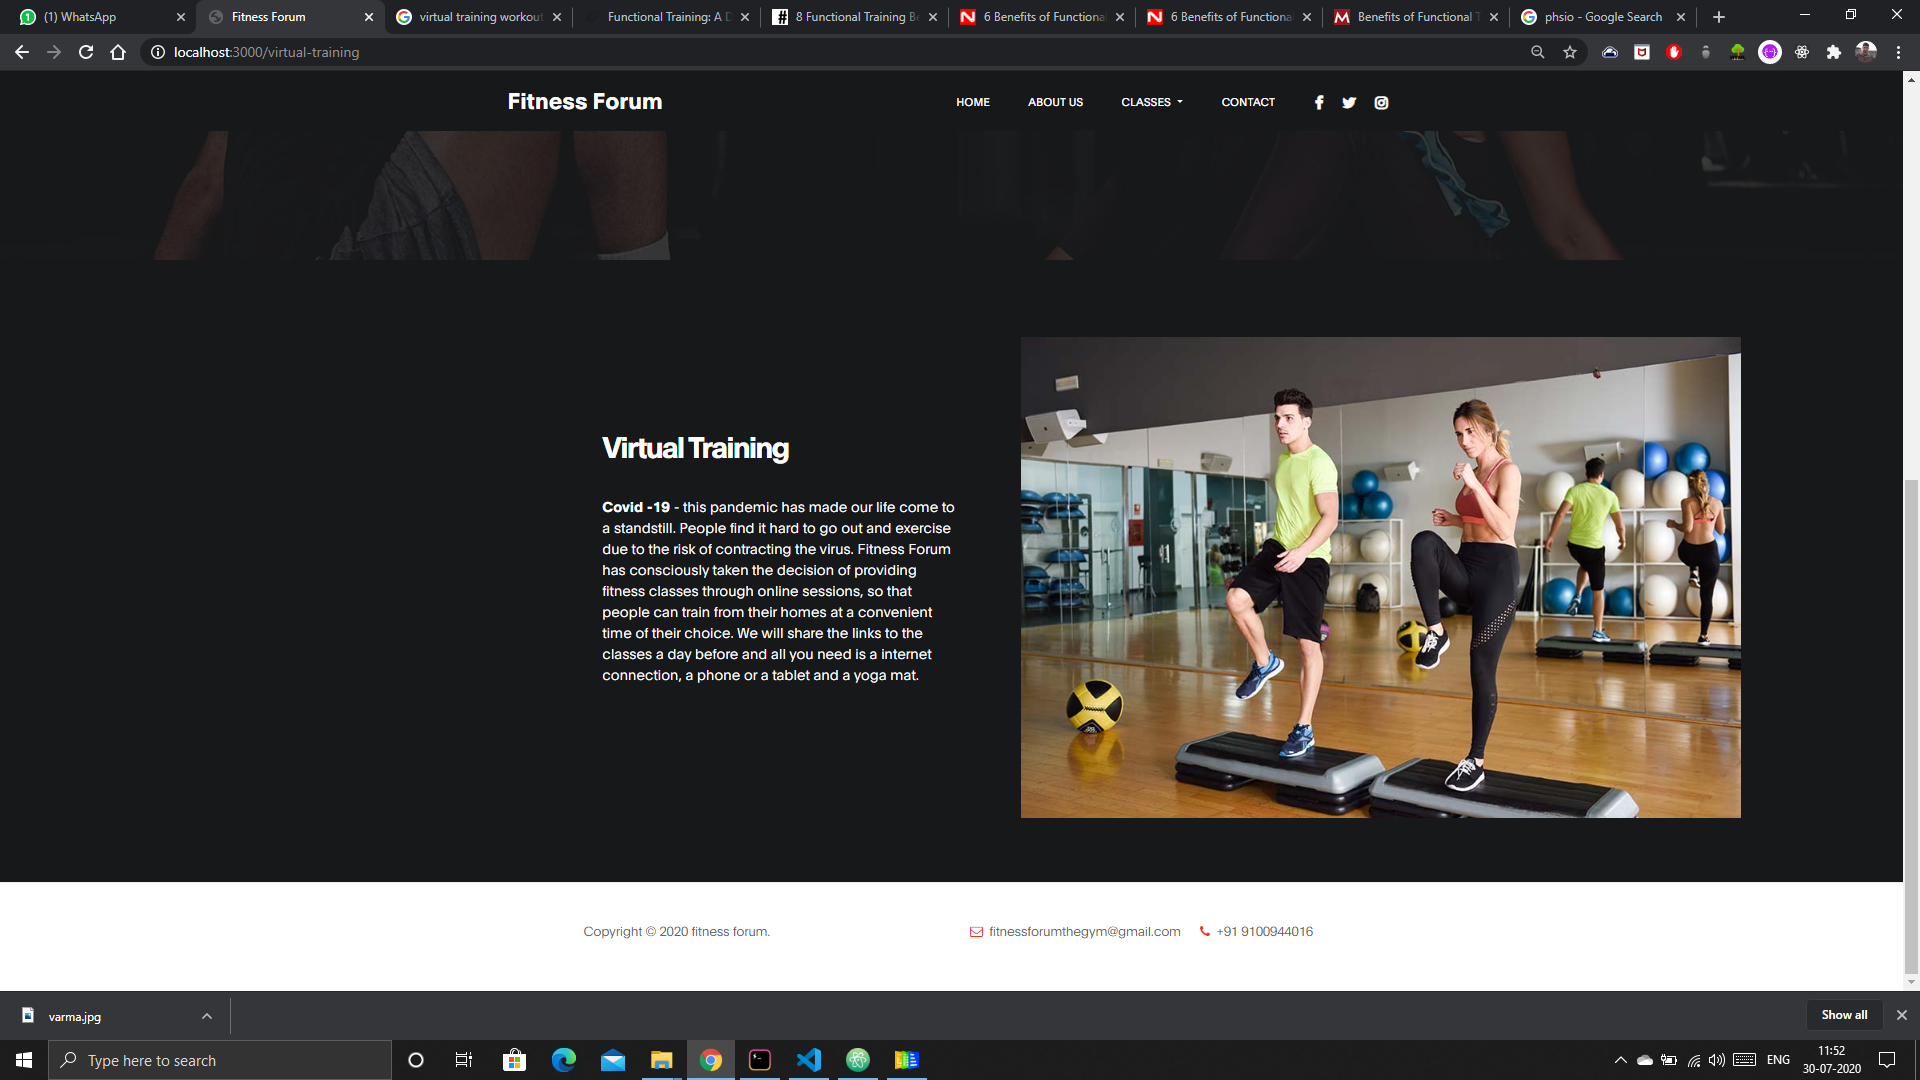 (1) WhatsApp
Fitness Forum
virtual training workout
Functional Training: A D
8 Functional Training Be
6 Benefits of Functiona
6 Benefits of Functiona
Benefits of Functional T
phsio - Google Search
localhost:3000/virtual-training
Fitness Forum
HOME
ABOUT US
CLASSES
CONTACT
Virtual Training
Covid -19 - this pandemic has made our life come to
a standstill. People find it hard to go out and exercise
due to the risk of contracting the virus. Fitness Forum
has consciously taken the decision of providing
fitness classes through online sessions, so that
people can train from their homes at a convenient
time of their choice. We will share the links to the
classes a day before and all you need is a internet
connection, a phone or a tablet and a yoga mat.
Copyright © 2020 fitness forum.
fitnessforumthegym@gmail.com
+91 9100944016
varma.jpg
Show all
Type here to search
ENG
11:52
30-07-2020